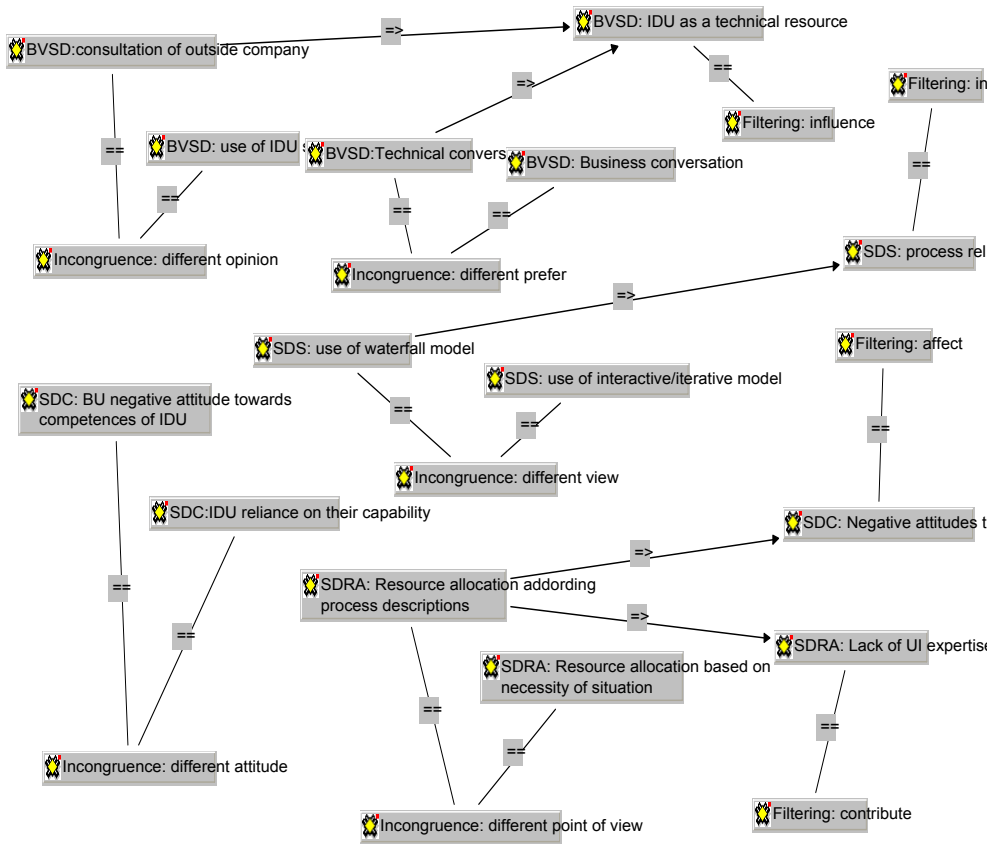 BVSD: IDU as a technical resource
=>
BVSD:consultation of outside company
==
=>
Filtering: in
Filtering: influence
BVSD: use of IDU s
==
BVSD:Technical convers
BVSD: Business conversation
==
==
==
==
Incongruence: different opinion
Incongruence: different prefer
SDS: process rel
=>
SDS: use of waterfall model
Filtering: affect
SDS: use of interactive/iterative model
SDC: BU negative attitude towards
competences of IDU
==
==
==
Incongruence: different view
SDC:IDU reliance on their capability
SDC: Negative attitudes t
=>
SDRA: Resource allocation addording
process descriptions
==
=>
==
SDRA: Lack of UI expertise
SDRA: Resource allocation based on
necessity of situation
==
==
==
Incongruence: different attitude
Filtering: contribute
Incongruence: different point of view